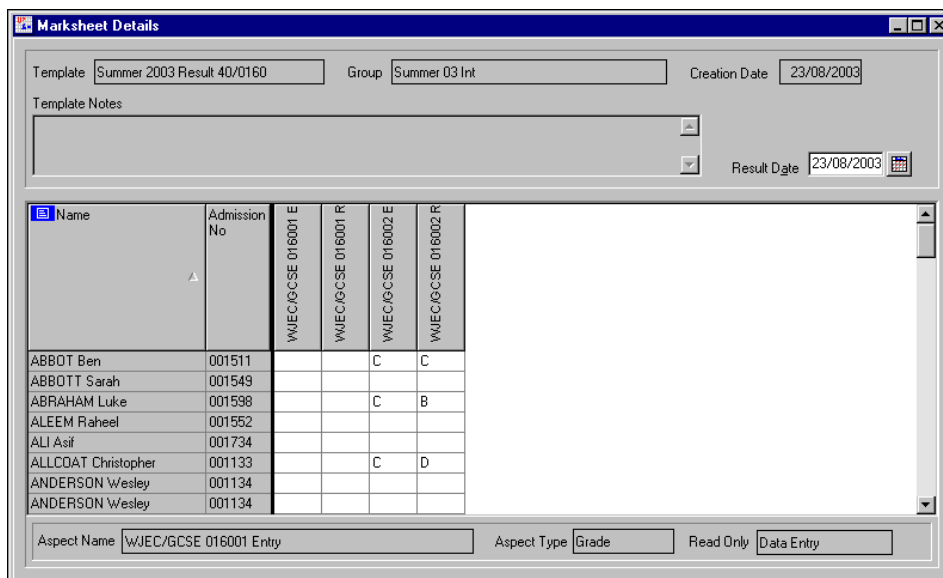 Marksheet Details
Template Summer 2003 Result 40/0160 Group Summer 03 Int Creation Date 23/08/2003
Template Notes
Result Date 23/08/2003
Name Admission No WJEC/GCSE 016001 E WJEC/GCSE 016001 R WJEC/GCSE 016002 E WJEC/GCSE 016002 R
ABBOT Ben 001511 C C
ABBOTT Sarah 001549
ABRAHAM Luke 001598 C B
ALEEM Raheel 001552
ALI Asif 001734
ALLCOAT Christopher 001133 C D
ANDERSON Wesley 001134
ANDERSON Wesley 001134
Aspect Name WJEC/GCSE 016001 Entry Aspect Type Grade Read Only Data Entry